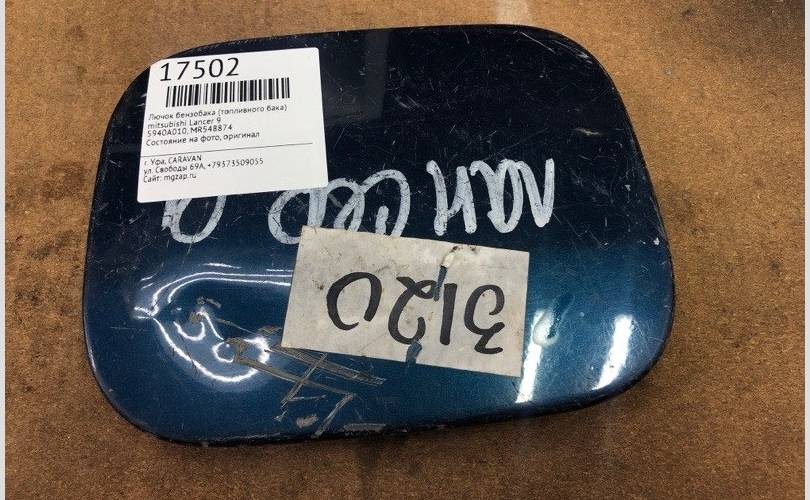 17502
Лючок бензобака (топливного бака)
mitsubishi Lancer 9
5940A010, MR548874
Состояние на фото, оригинал
г. Уфа, CARAVAN
ул. Свободы 69А, +79373509055
Сайт: mgzap.ru
3120